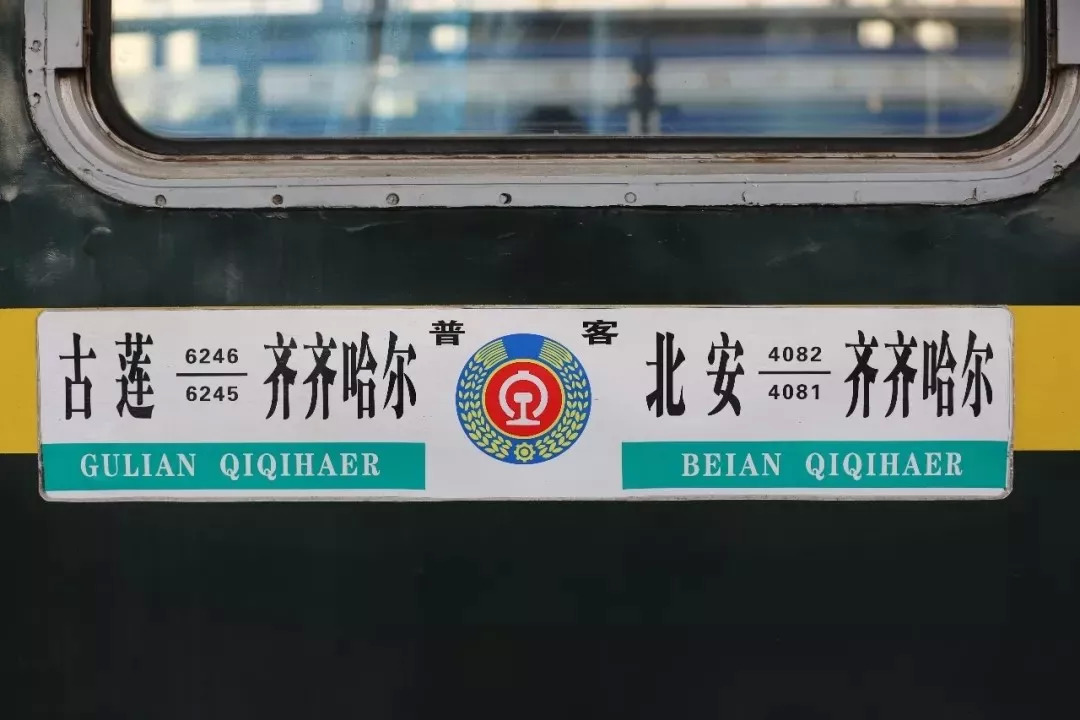 普 客
古莲 6246 齐齐哈尔
6245
GULIAN QIQIHAER
北安 4082 齐齐哈尔
4081
BEIAN QIQIHAER